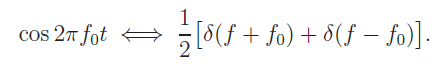 cos 2πf₀t ⟺ 1/2 [δ(f + f₀) + δ(f − f₀)].